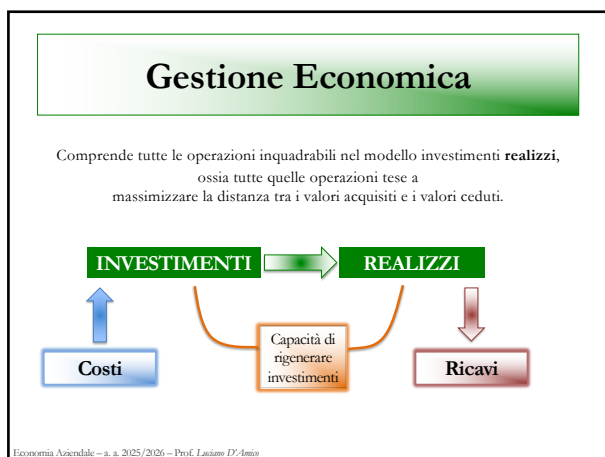 Gestione Economica
Comprende tutte le operazioni inquadrabili nel modello investimenti realizzi,
ossia tutte quelle operazioni tese a
massimizzare la distanza tra i valori acquisiti e i valori ceduti.
INVESTIMENTI
REALIZZI
Capacità di
rigenerare
investimenti
Costi
Ricavi
Economia Aziendale – a. a. 2025/2026 – Prof. Luciano D'Amico